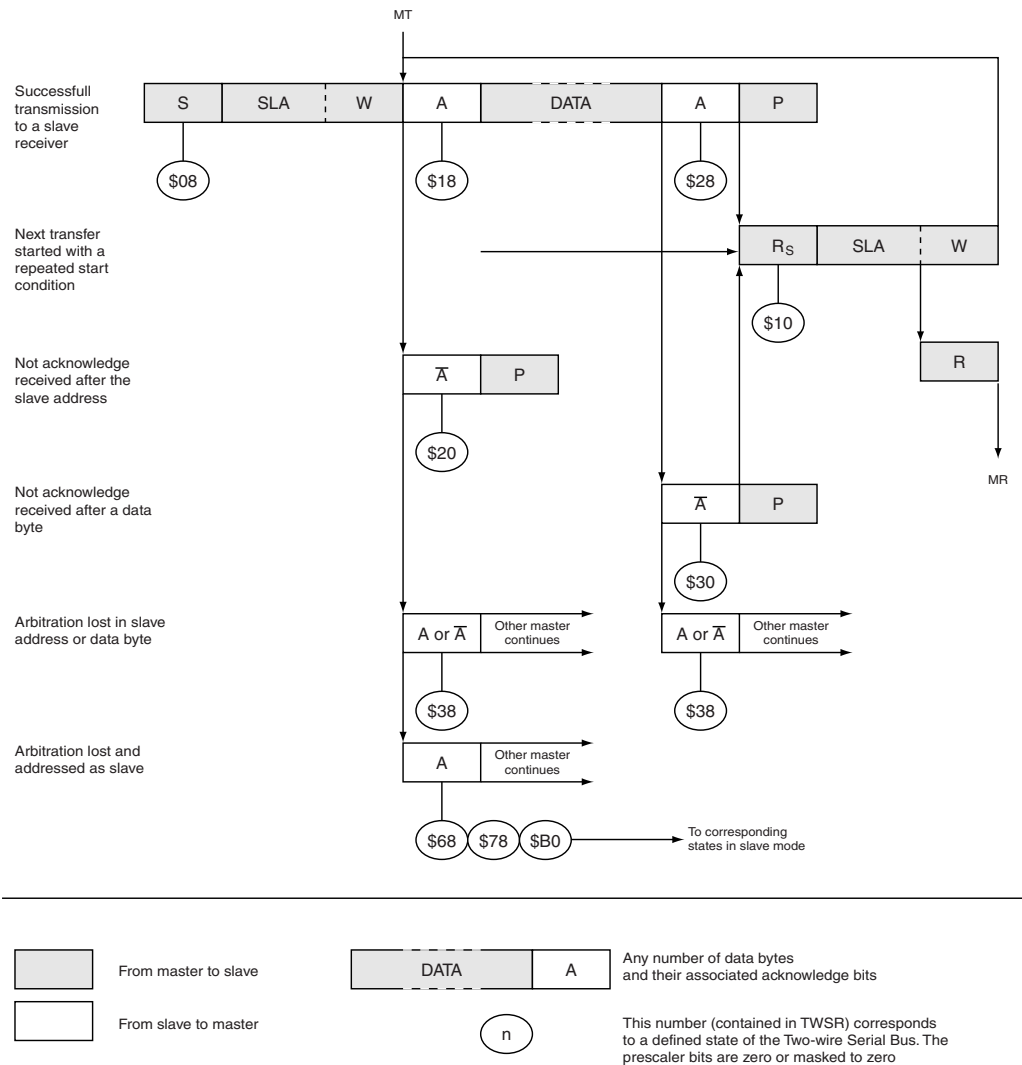 MT
Successfull
transmission
to a slave
receiver
S SLA W A DATA A P
$08 $18 $28
Next transfer
started with a
repeated start
condition
RS SLA W
$10
Not acknowledge
received after the
slave address
A̅ P
R
$20
MR
Not acknowledge
received after a data
byte
A̅ P
$30
Arbitration lost in slave
address or data byte
A or A̅ Other master
continues
A or A̅ Other master
continues
$38 $38
Arbitration lost and
addressed as slave
A Other master
continues
$68 $78 $B0
To corresponding
states in slave mode
From master to slave
DATA A
Any number of data bytes
and their associated acknowledge bits
From slave to master
n
This number (contained in TWSR) corresponds
to a defined state of the Two-wire Serial Bus. The
prescaler bits are zero or masked to zero